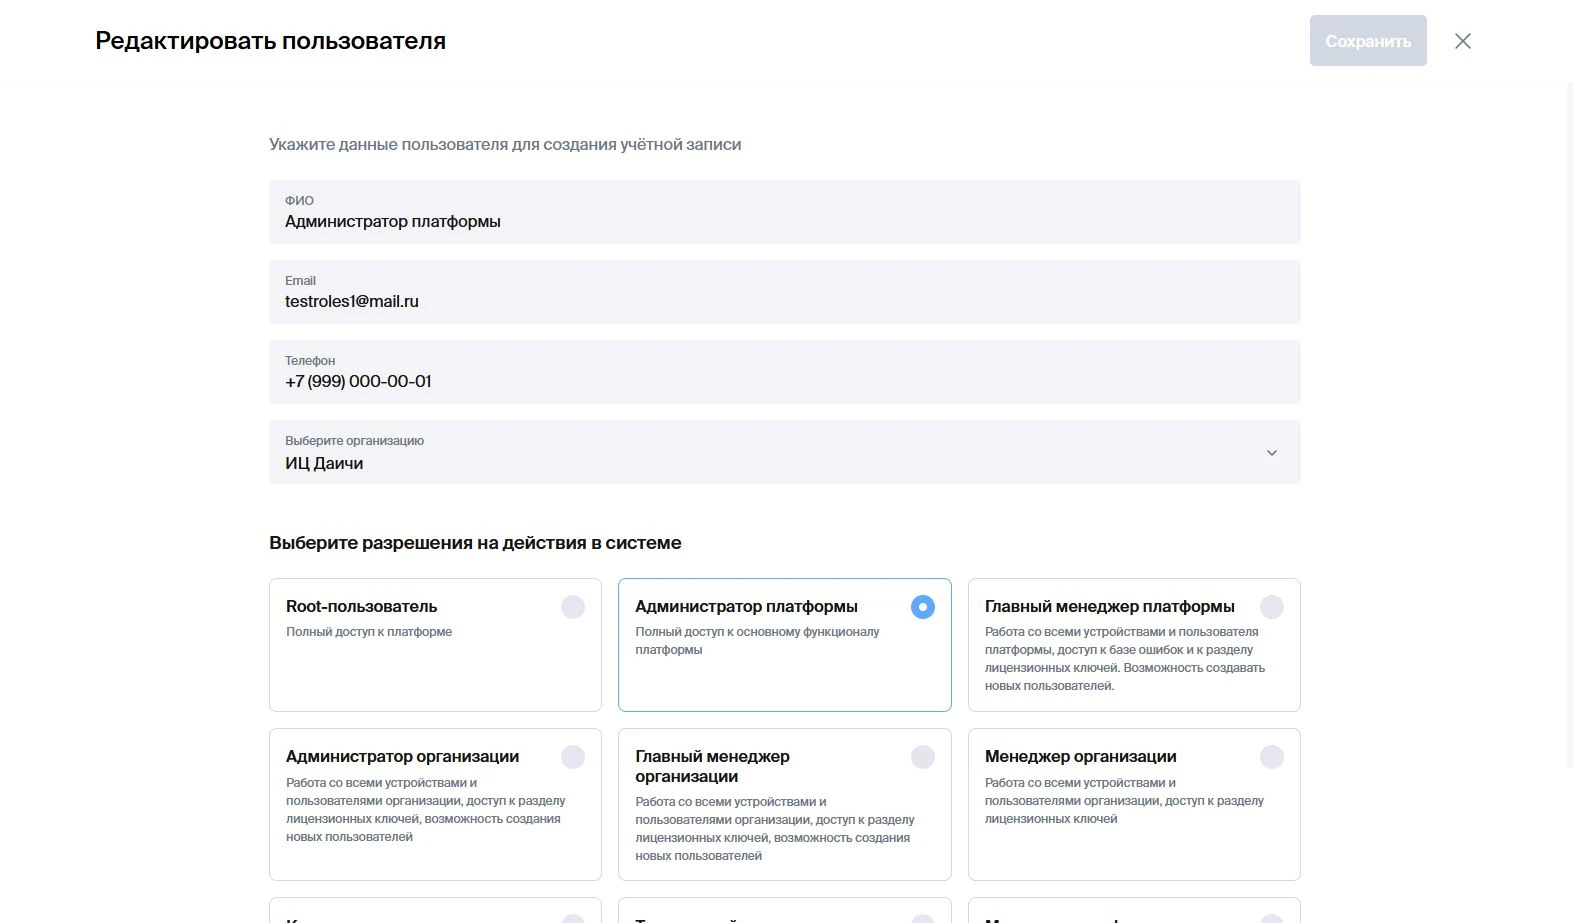 Редактировать пользователя
Сохранить
Укажите данные пользователя для создания учётной записи
ФИО
Администратор платформы
Email
testroles1@mail.ru
Телефон
+7 (999) 000-00-01
Выберите организацию
ИЦ Даичи
Выберите разрешения на действия в системе
Root-пользователь
Полный доступ к платформе
Администратор платформы
Полный доступ к основному функционалу
платформы
Главный менеджер платформы
Работа со всеми устройствами и пользователя
платформы, доступ к базе ошибок и к разделу
лицензионных ключей. Возможность создавать
новых пользователей.
Администратор организации
Работа со всеми устройствами и
пользователями организации, доступ к разделу
лицензионных ключей, возможность создания
новых пользователей
Главный менеджер
организации
Работа со всеми устройствами и
пользователями организации, доступ к разделу
лицензионных ключей, возможность создания
новых пользователей
Менеджер организации
Работа со всеми устройствами и
пользователями организации, доступ к разделу
лицензионных ключей